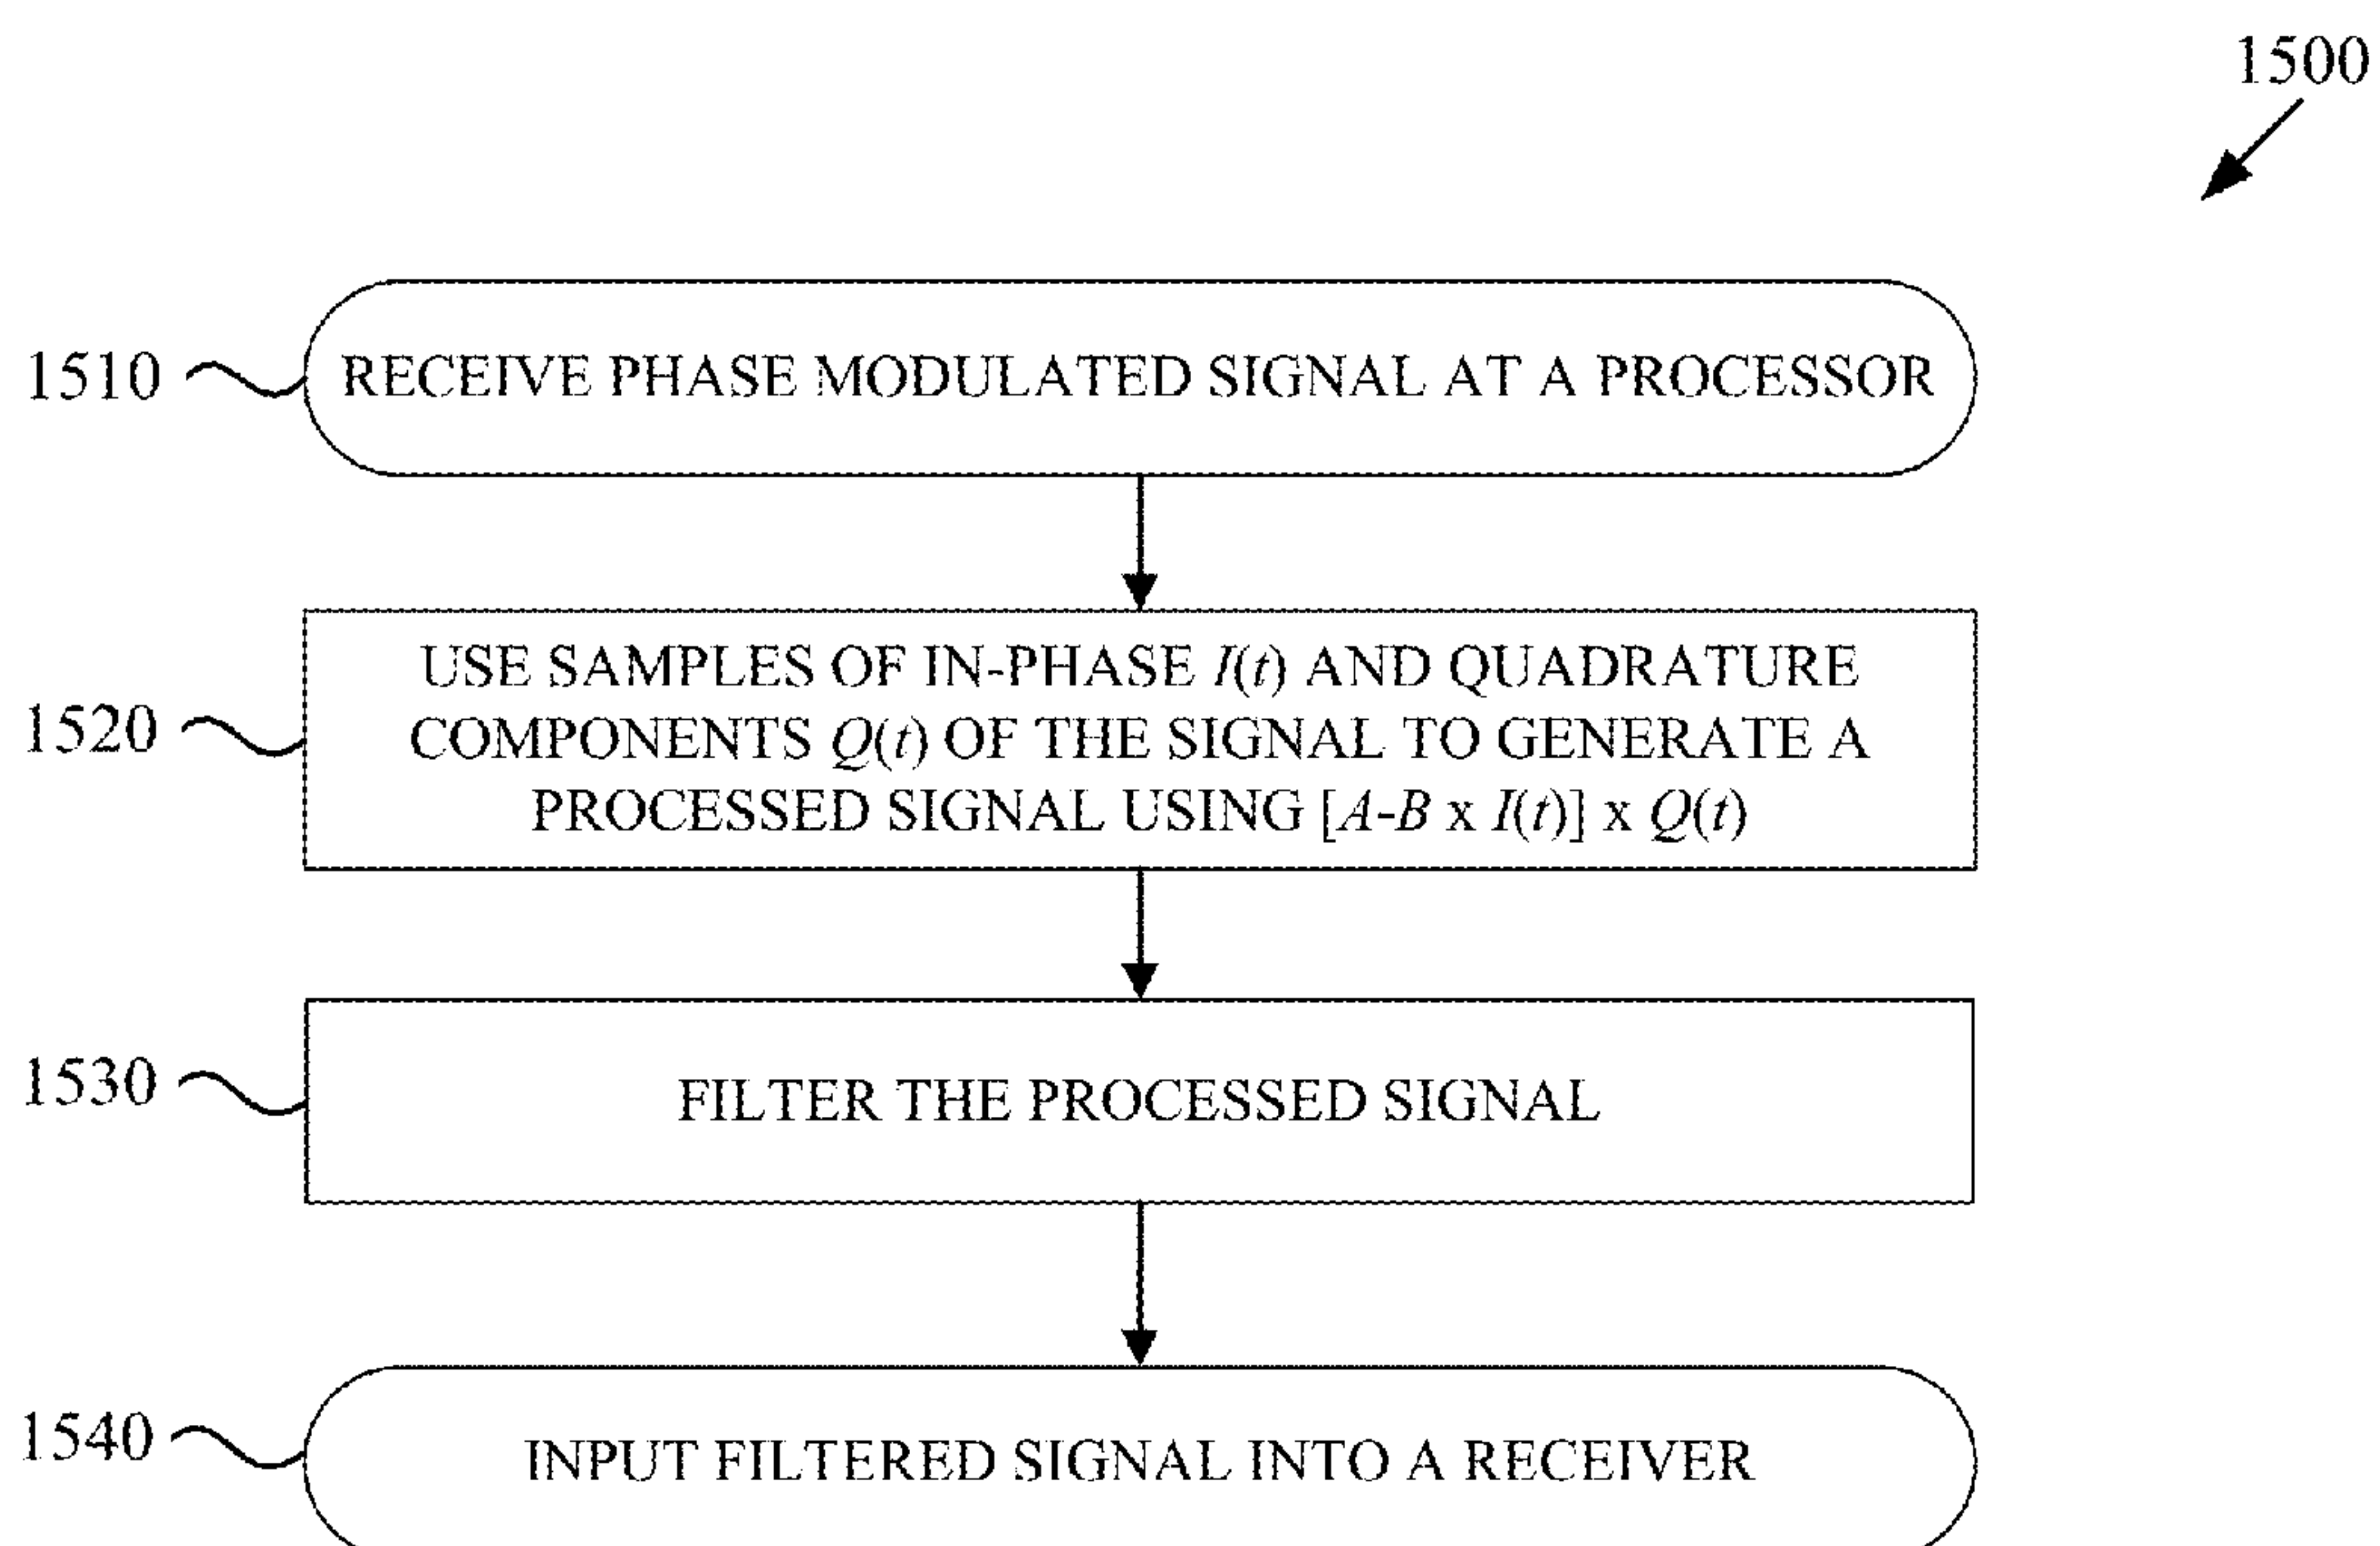 1500
1510
RECEIVE PHASE MODULATED SIGNAL AT A PROCESSOR
1520
USE SAMPLES OF IN-PHASE I(t) AND QUADRATURE
COMPONENTS Q(t) OF THE SIGNAL TO GENERATE A
PROCESSED SIGNAL USING [A-B x I(t)] x Q(t)
1530
FILTER THE PROCESSED SIGNAL
1540
INPUT FILTERED SIGNAL INTO A RECEIVER